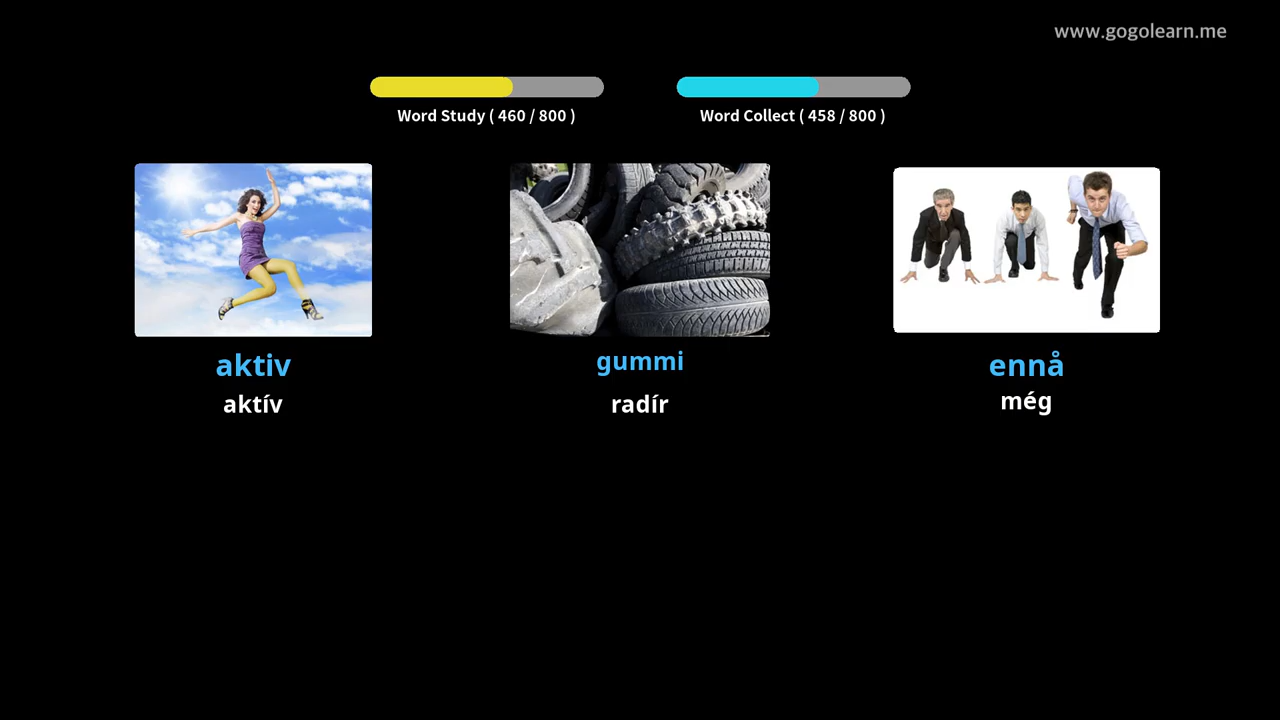 www.gogolearn.me
Word Study ( 460 / 800 )
Word Collect ( 458 / 800 )
aktiv
aktív
gummi
radír
ennå
még